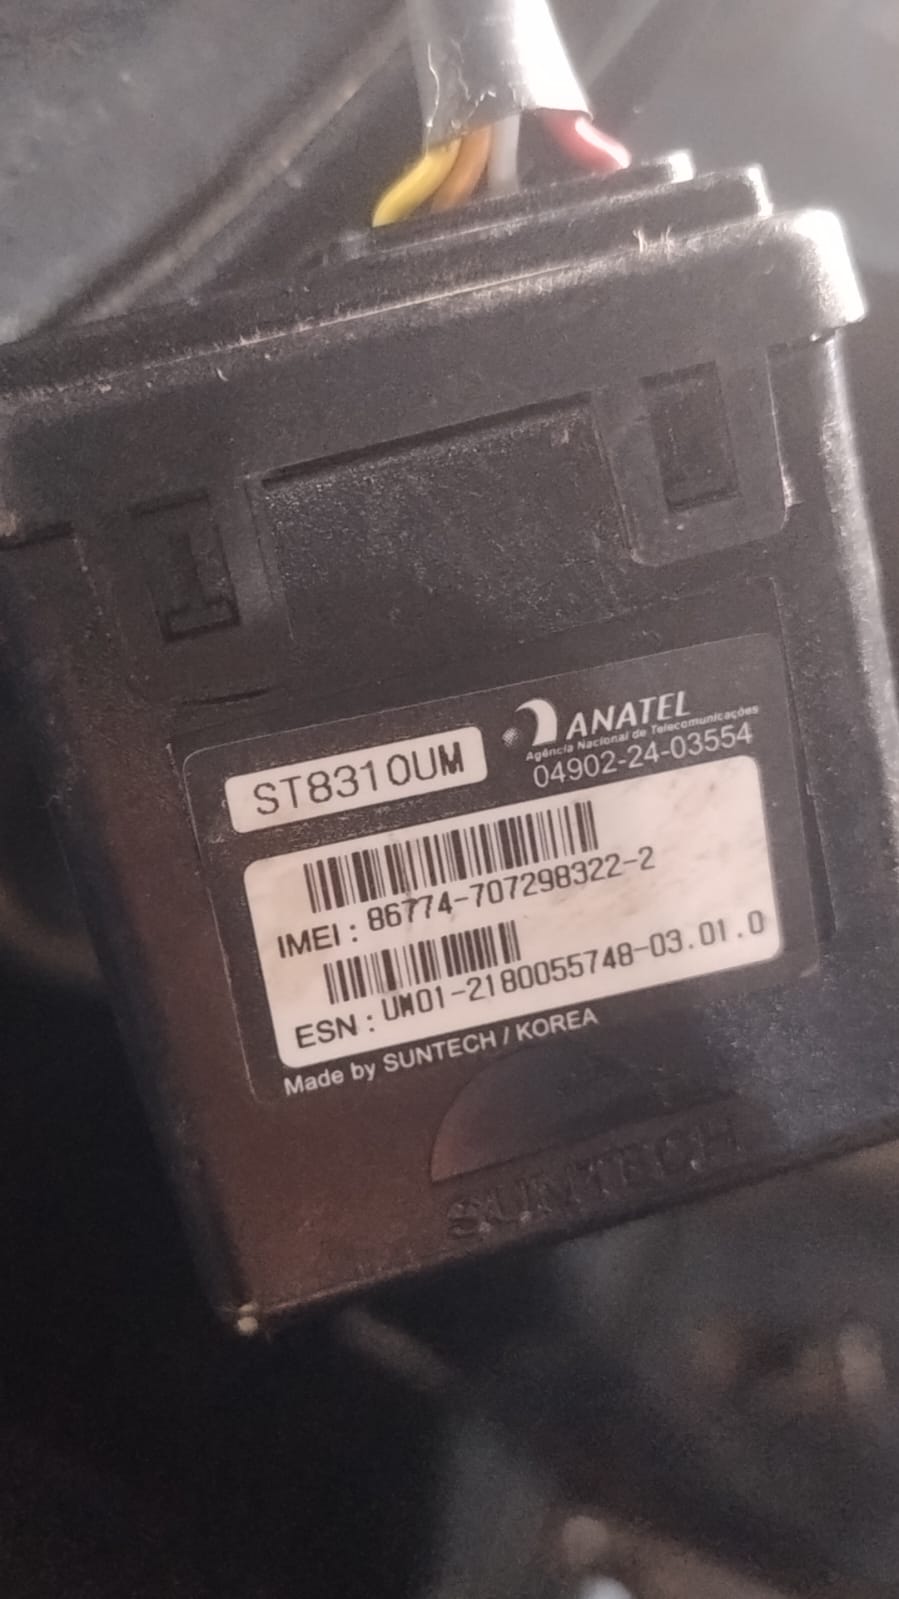 ST8310UM
ANATEL
Agência Nacional de Telecomunicações
04902-24-03554
IMEI : 86774-707298322-2
ESN : UM01-2180055748-03.01.0
Made by SUNTECH / KOREA
SUNTECH